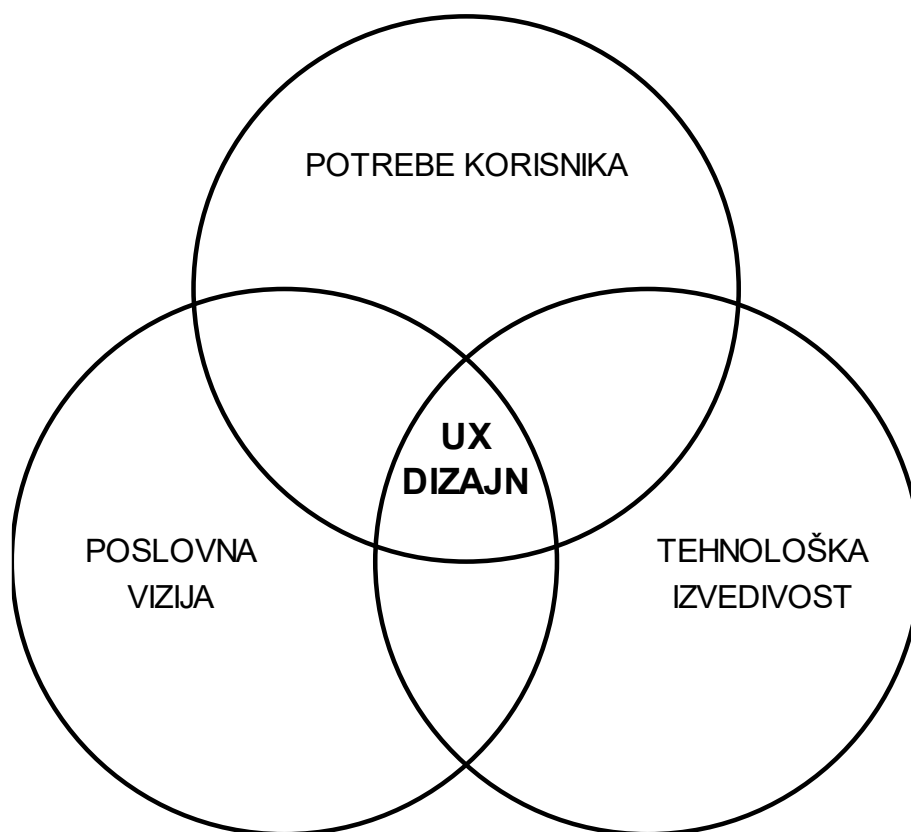 POTREBE KORISNIKA
UX
DIZAJN
POSLOVNA
VIZIJA
TEHNOLOŠKA
IZVEDIVOST